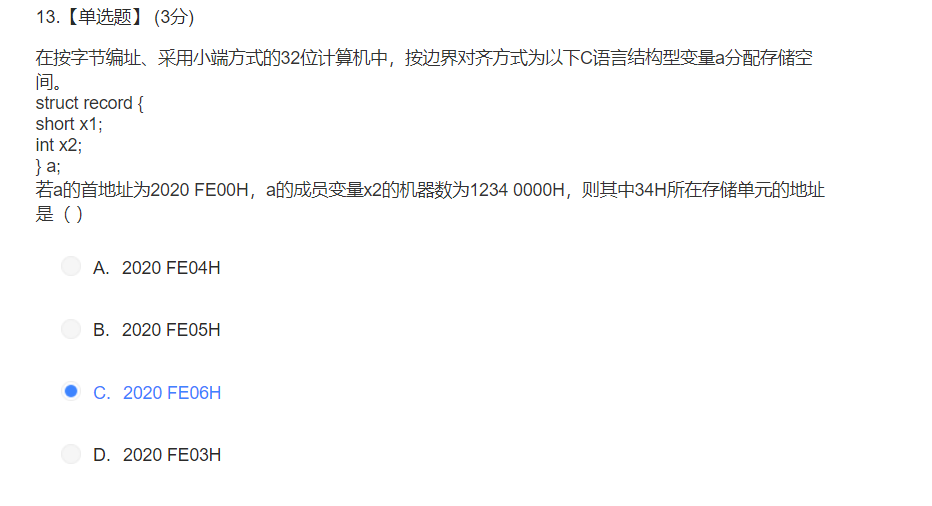 13.【单选题】 (3分)
在按字节编址、采用小端方式的32位计算机中，按边界对齐方式为以下C语言结构型变量a分配存储空
间。
struct record {
short x1;
int x2;
} a;
若a的首地址为2020 FE00H，a的成员变量x2的机器数为1234 0000H，则其中34H所在存储单元的地址
是（ ）
A. 2020 FE04H
B. 2020 FE05H
C. 2020 FE06H
D. 2020 FE03H